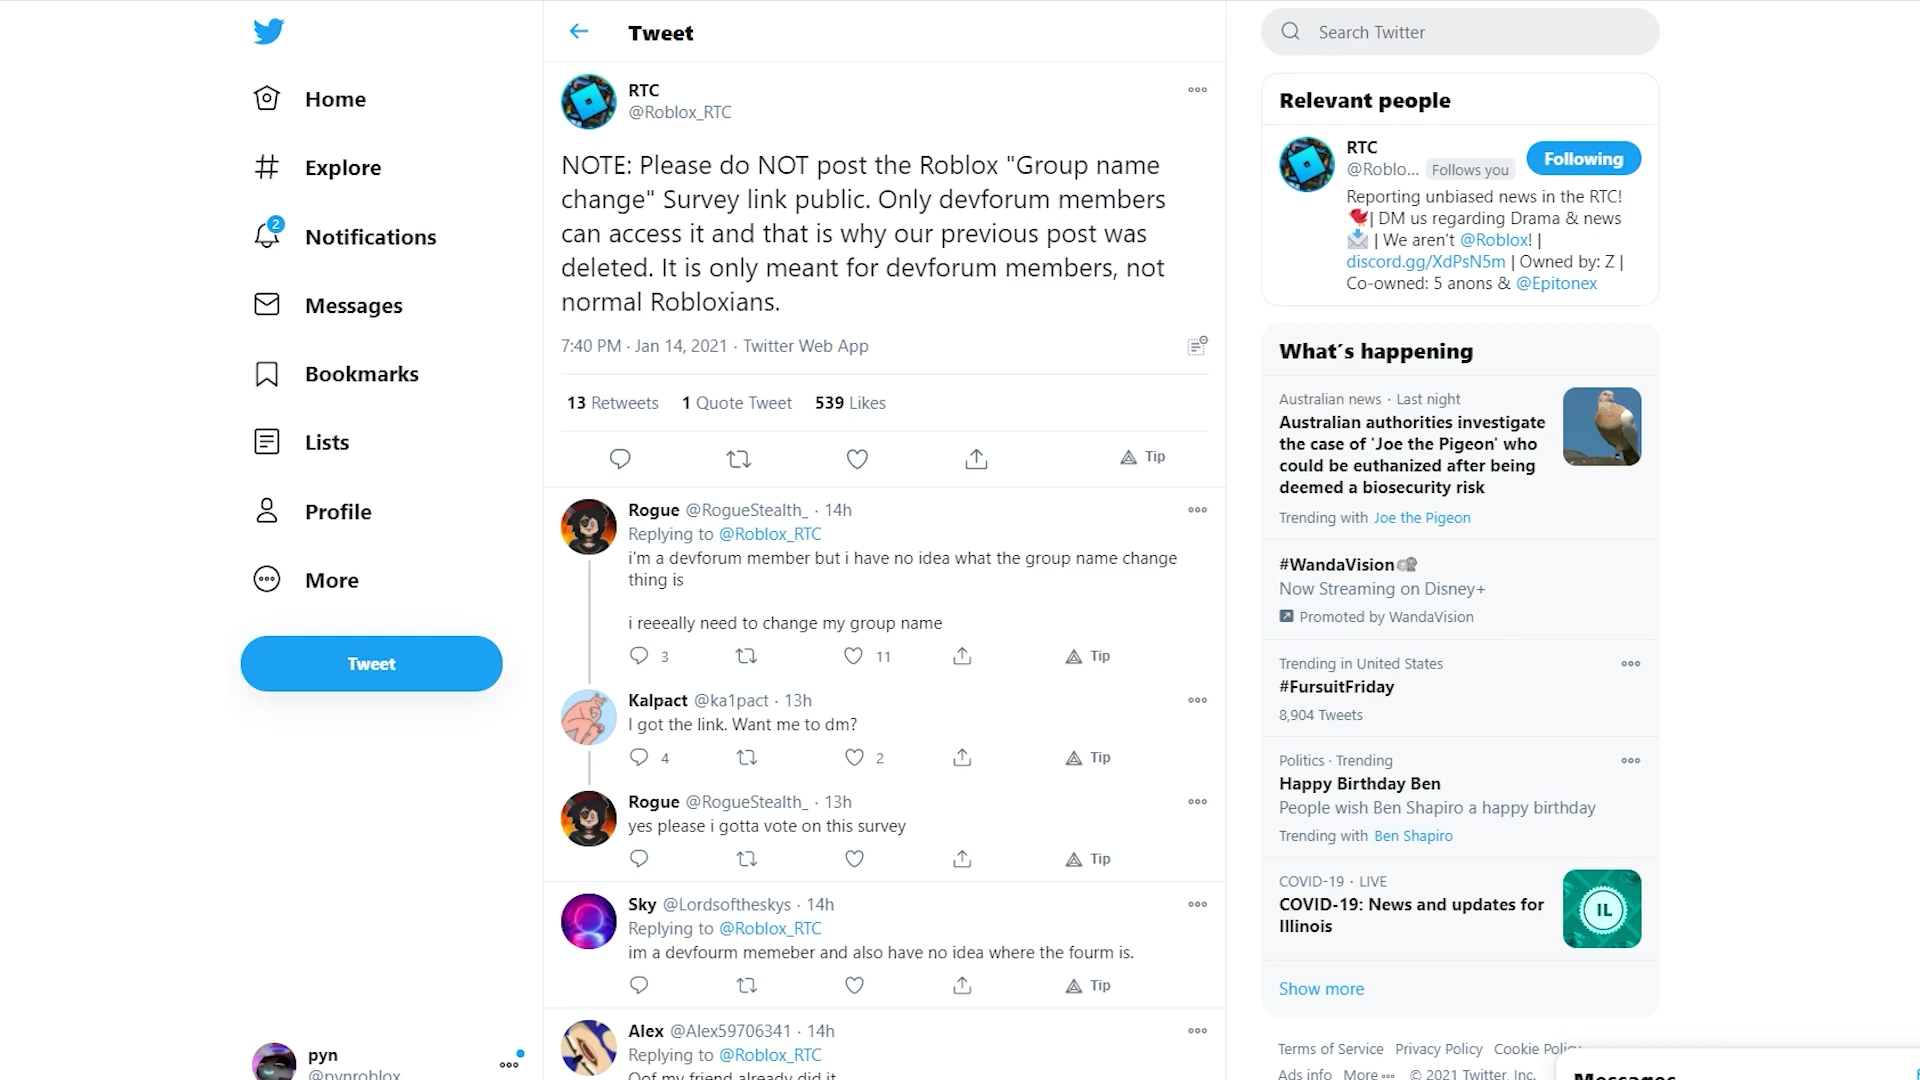 Home
Explore
2
Notifications
Messages
Bookmarks
Lists
Profile
More
Tweet
pyn
@pynroblox
Tweet
RTC
@Roblox_RTC
NOTE: Please do NOT post the Roblox "Group name
change" Survey link public. Only devforum members
can access it and that is why our previous post was
deleted. It is only meant for devforum members, not
normal Robloxians.
7:40 PM · Jan 14, 2021 · Twitter Web App
13 Retweets 1 Quote Tweet 539 Likes
Tip
Rogue @RogueStealth_ · 14h
Replying to @Roblox_RTC
i'm a devforum member but i have no idea what the group name change
thing is
i reeeally need to change my group name
3 11 Tip
Kalpact @ka1pact · 13h
I got the link. Want me to dm?
4 2 Tip
Rogue @RogueStealth_ · 13h
yes please i gotta vote on this survey
Tip
Sky @Lordsoftheskys · 14h
Replying to @Roblox_RTC
im a devfourm memeber and also have no idea where the fourm is.
Tip
Alex @Alex59706341 · 14h
Replying to @Roblox_RTC
Oof my friend already did it
Search Twitter
Relevant people
RTC
@Roblo... Follows you
Following
Reporting unbiased news in the RTC!
| DM us regarding Drama & news
| We aren't @Roblox! |
discord.gg/XdPsN5m | Owned by: Z |
Co-owned: 5 anons & @Epitonex
What´s happening
Australian news · Last night
Australian authorities investigate
the case of 'Joe the Pigeon' who
could be euthanized after being
deemed a biosecurity risk
Trending with Joe the Pigeon
#WandaVision
Now Streaming on Disney+
Promoted by WandaVision
Trending in United States
#FursuitFriday
8,904 Tweets
Politics · Trending
Happy Birthday Ben
People wish Ben Shapiro a happy birthday
Trending with Ben Shapiro
COVID-19 · LIVE
COVID-19: News and updates for
Illinois
IL
Show more
Terms of Service Privacy Policy Cookie Policy
Ads info More © 2021 Twitter, Inc.
Messages